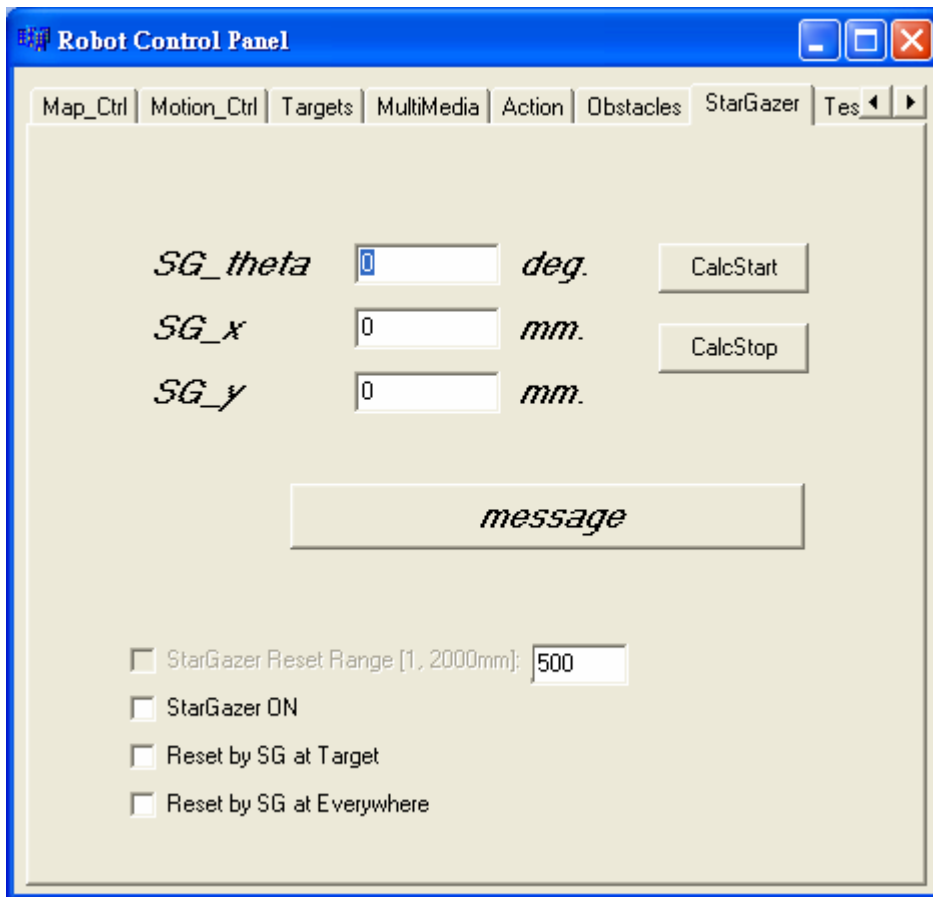 Robot Control Panel
Map_Ctrl Motion_Ctrl Targets MultiMedia Action Obstacles StarGazer Tes
SG_theta 0 deg. CalcStart
SG_x 0 mm.
CalcStop
SG_y 0 mm.
message
StarGazer Reset Range [1, 2000mm]: 500
StarGazer ON
Reset by SG at Target
Reset by SG at Everywhere